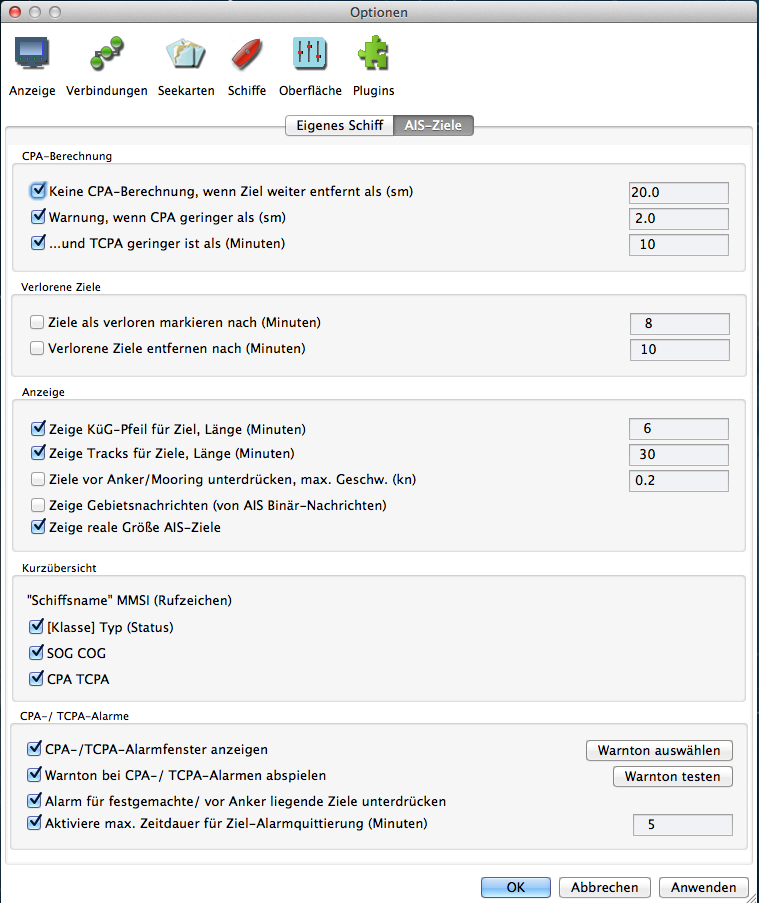 Optionen
Anzeige Verbindungen Seekarten Schiffe Oberfläche Plugins
Eigenes Schiff AIS-Ziele
CPA-Berechnung
Keine CPA-Berechnung, wenn Ziel weiter entfernt als (sm) 20.0
Warnung, wenn CPA geringer als (sm) 2.0
...und TCPA geringer ist als (Minuten) 10
Verlorene Ziele
Ziele als verloren markieren nach (Minuten) 8
Verlorene Ziele entfernen nach (Minuten) 10
Anzeige
Zeige KüG-Pfeil für Ziel, Länge (Minuten) 6
Zeige Tracks für Ziele, Länge (Minuten) 30
Ziele vor Anker/Mooring unterdrücken, max. Geschw. (kn) 0.2
Zeige Gebietsnachrichten (von AIS Binär-Nachrichten)
Zeige reale Größe AIS-Ziele
Kurzübersicht
"Schiffsname" MMSI (Rufzeichen)
[Klasse] Typ (Status)
SOG COG
CPA TCPA
CPA-/ TCPA-Alarme
CPA-/TCPA-Alarmfenster anzeigen Warnton auswählen
Warnton bei CPA-/ TCPA-Alarmen abspielen Warnton testen
Alarm für festgemachte/ vor Anker liegende Ziele unterdrücken
Aktiviere max. Zeitdauer für Ziel-Alarmquittierung (Minuten) 5
OK Abbrechen Anwenden